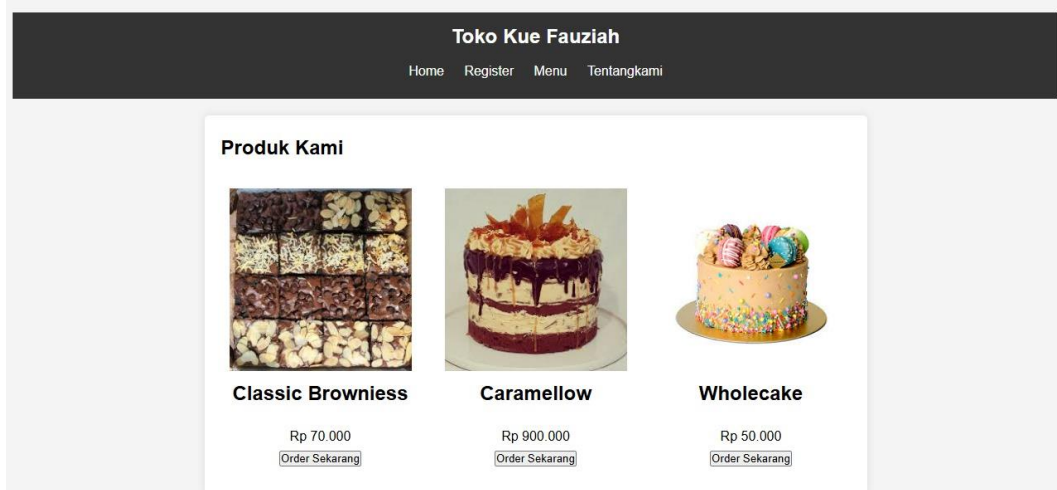 Toko Kue Fauziah
Home Register Menu Tentangkami
Produk Kami
Classic Browniess Caramellow Wholecake
Rp 70.000 Rp 900.000 Rp 50.000
Order Sekarang Order Sekarang Order Sekarang